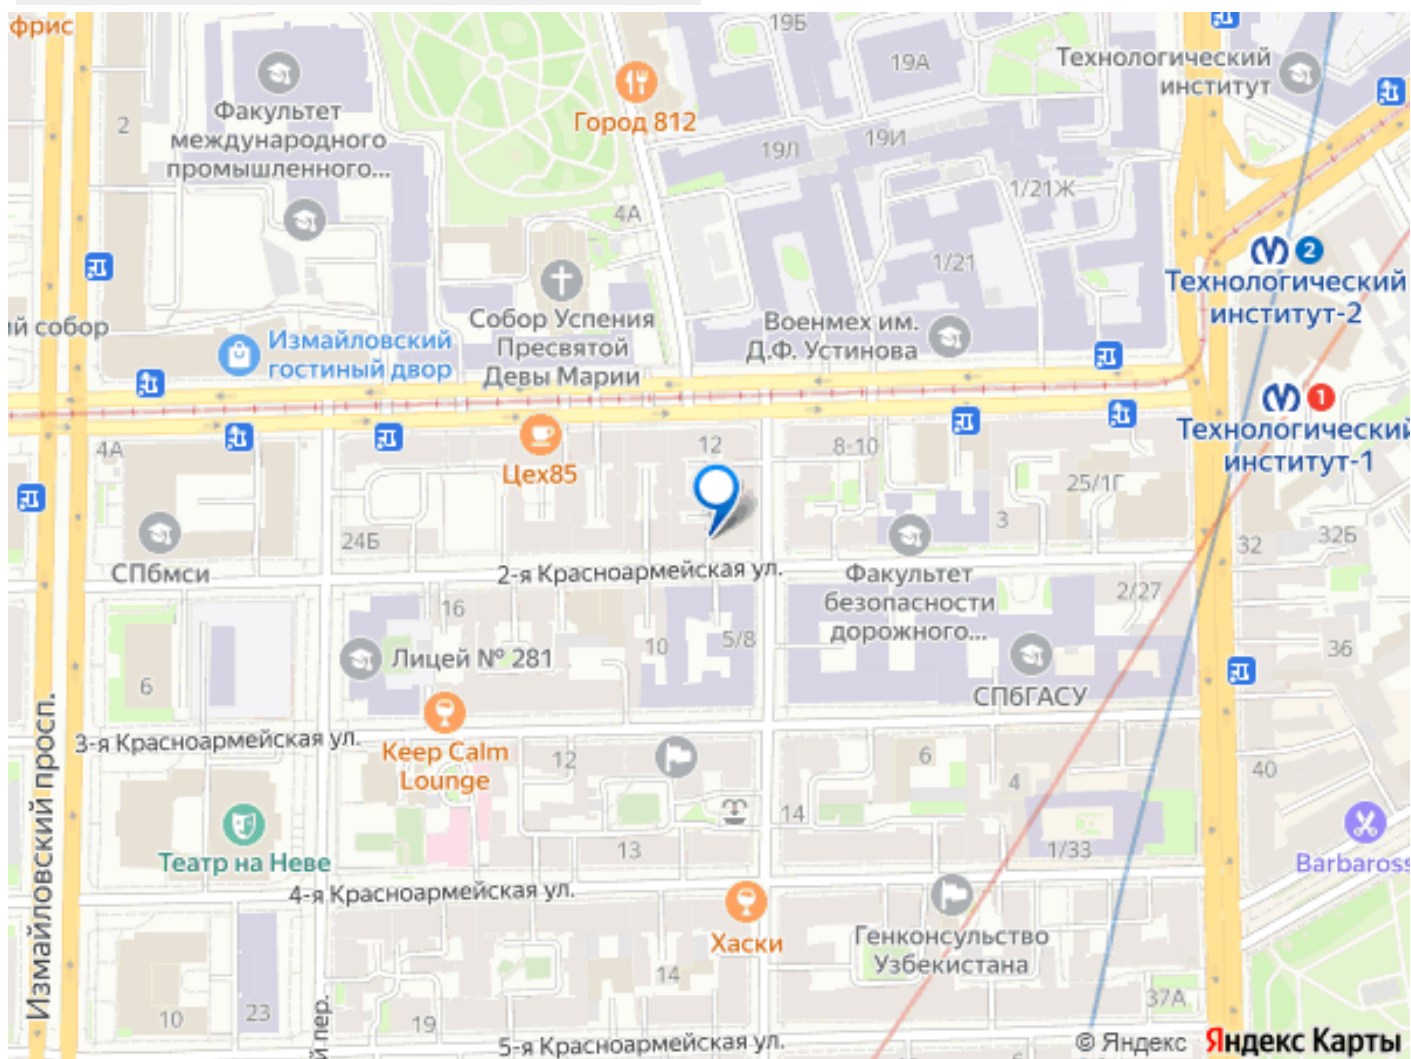 фрис
19Б
19А
Технологический
институт
Факультет
международного
промышленного...
2
Город 812
19Л
19И
1/21Ж
4А
1/21
2
Технологический
институт-2
ий собор
Измайловский
гостиный двор
Собор Успения
Пресвятой
Девы Марии
Военмех им.
Д.Ф. Устинова
1
Технологический
институт-1
4А
Цех85
12
8-10
25/1Г
3
24Б
32
32Б
СПбмси
2-я Красноармейская ул.
Факультет
безопасности
дорожного...
2/27
16
10
5/8
36
Лицей № 281
СПбГАСУ
6
3-я Красноармейская ул.
Keep Calm
Lounge
12
6
4
40
14
Театр на Неве
13
1/33
Barbaross
4-я Красноармейская ул.
Измайловский просп.
Хаски
Генконсульство
Узбекистана
14
37А
10
23
19
й пер.
5-я Красноармейская ул.
© Яндекс Яндекс Карты